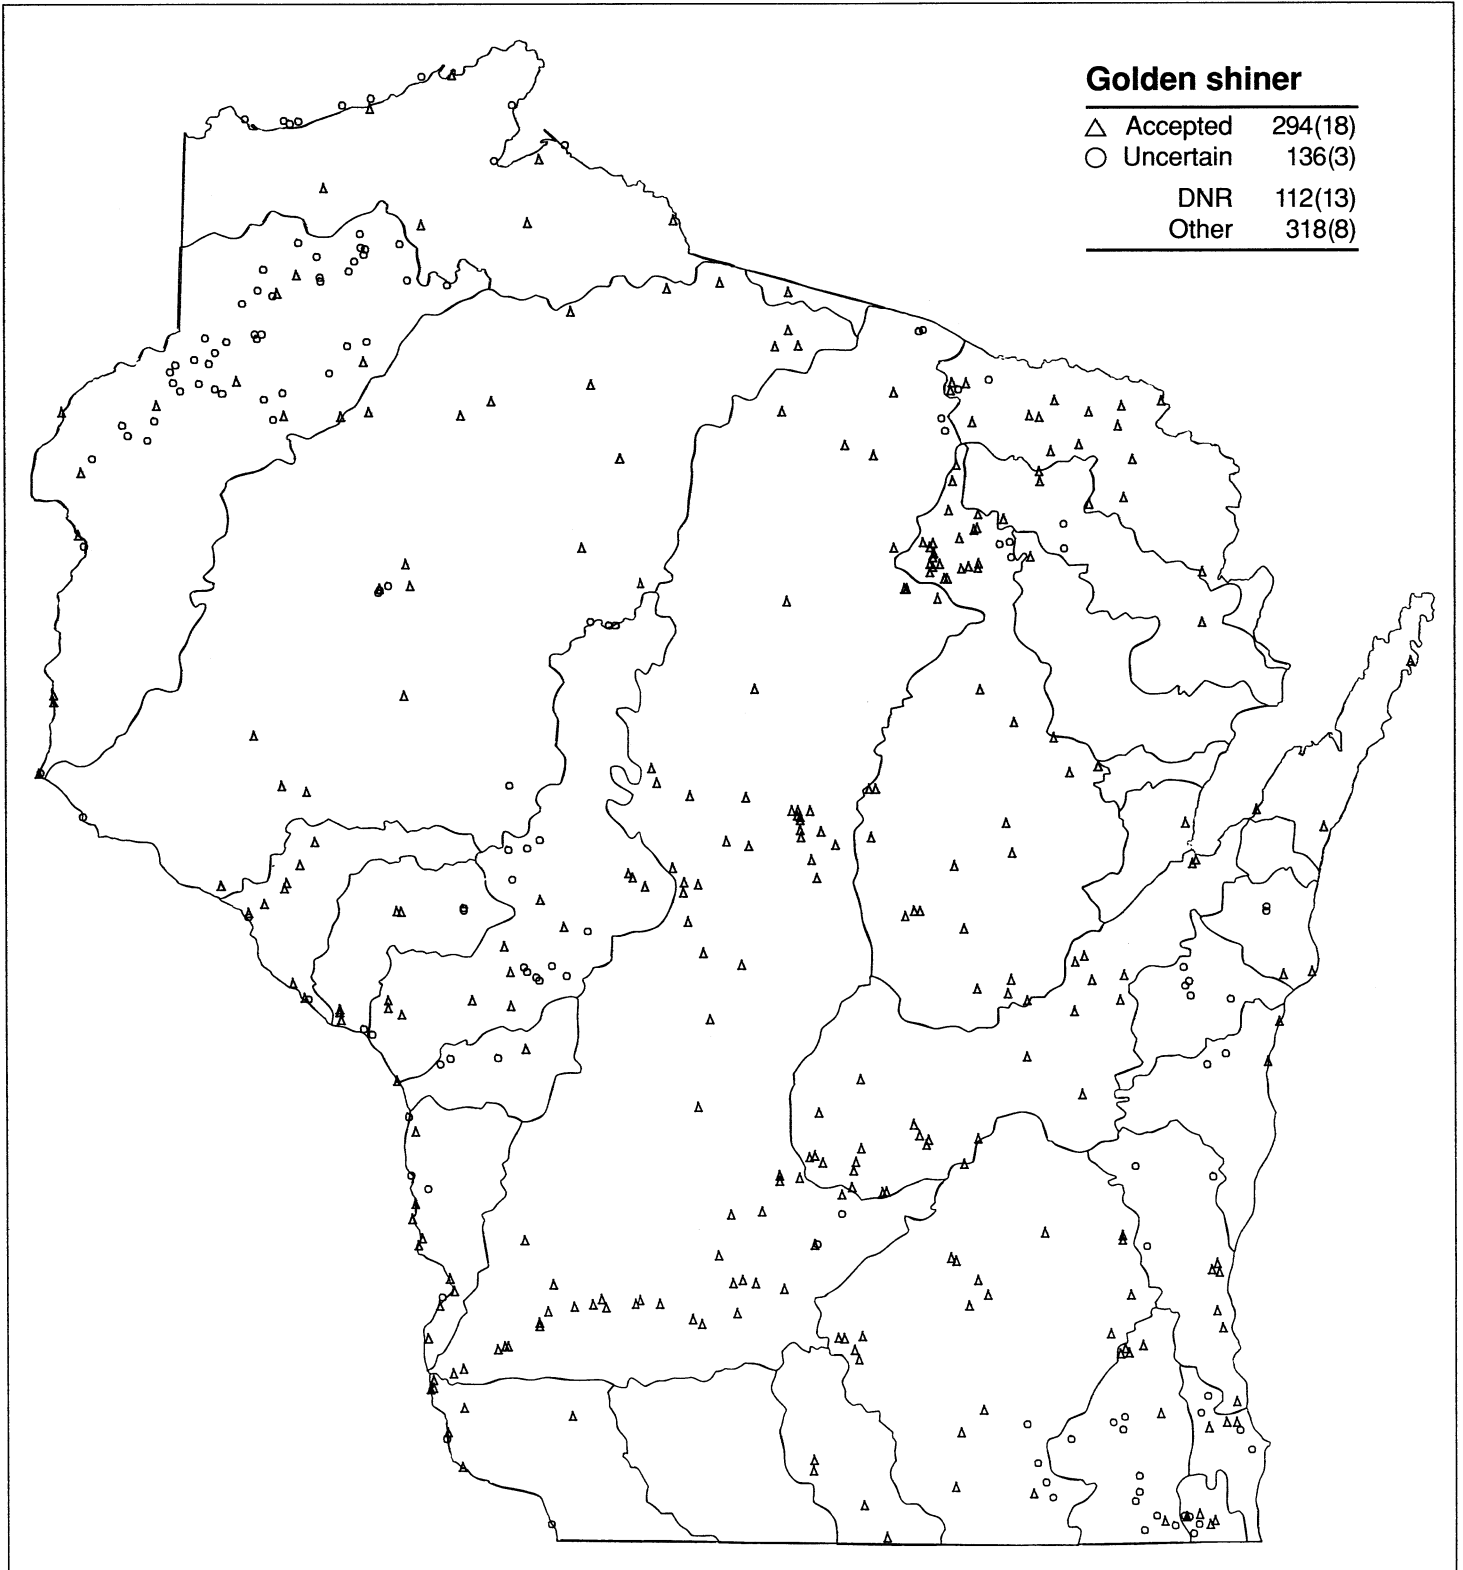 Golden shiner
△ Accepted 294(18)
○ Uncertain 136(3)
DNR 112(13)
Other 318(8)